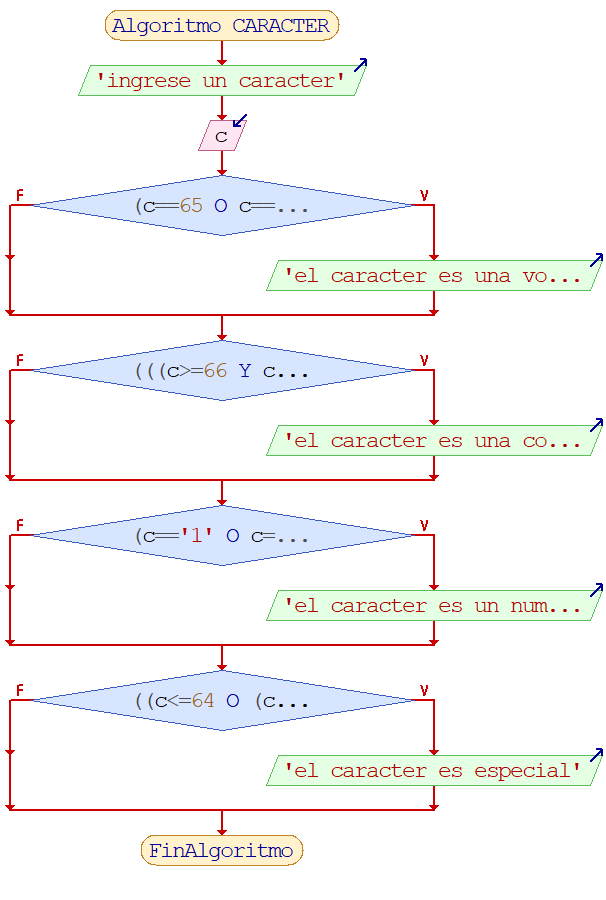 Algoritmo CARACTER
'ingrese un caracter'
c
F
V
(c==65 O c==...
'el caracter es una vo...
F
V
(((c>=66 Y c...
'el caracter es una co...
F
V
(c=='1' O c=...
'el caracter es un num...
F
V
((c<=64 O (c...
'el caracter es especial'
FinAlgoritmo